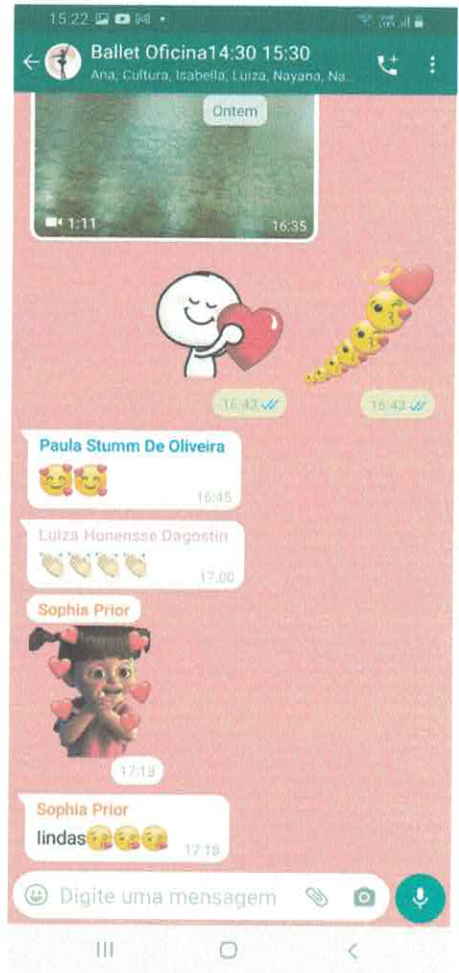 15:22
Ballet Oficina14:30 15:30
Ana, Cultura, Isabella, Luiza, Nayana, Na...
Ontem
1:11
16:35
16:43
16:43
Paula Stumm De Oliveira
16:45
Luiza Honensse Dagostin
17:00
Sophia Prior
17:18
Sophia Prior
lindas
17:18
Digite uma mensagem